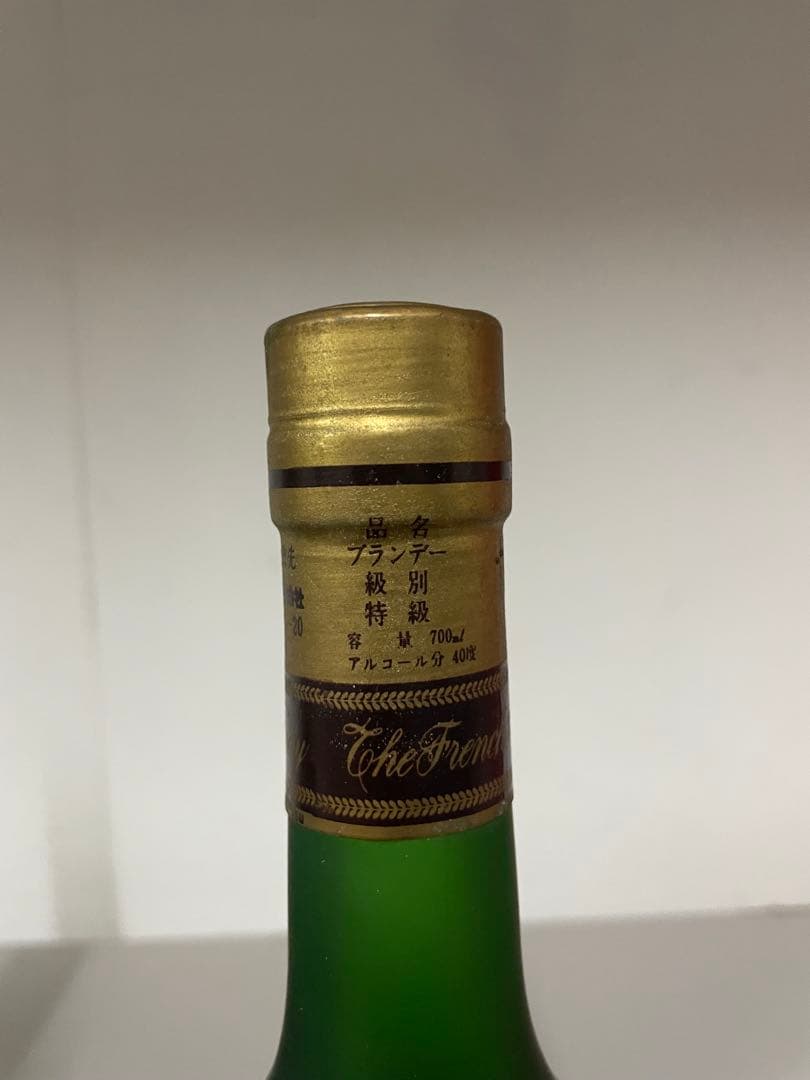 品名
ブランデー
級別
特級
容量 700ml
アルコール分 40度
The French